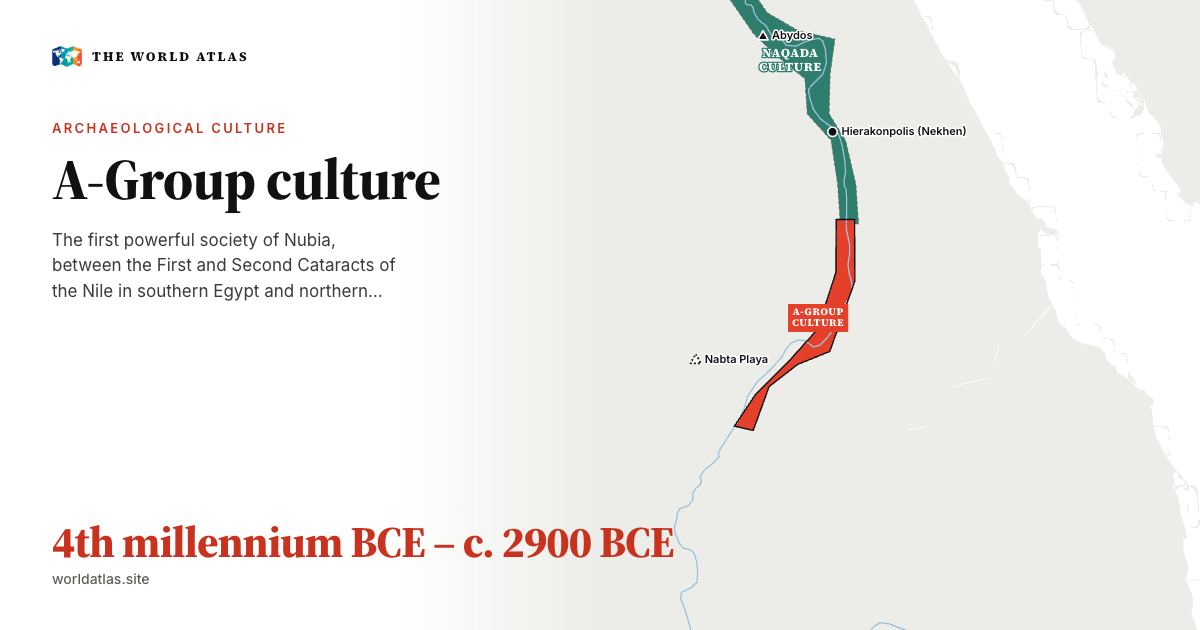 THE WORLD ATLAS
ARCHAEOLOGICAL CULTURE
A-Group culture
The first powerful society of Nubia,
between the First and Second Cataracts of
the Nile in southern Egypt and northern...
4th millennium BCE – c. 2900 BCE
worldatlas.site
Abydos
NAQADA
CULTURE
Hierakonpolis (Nekhen)
A-GROUP
CULTURE
Nabta Playa